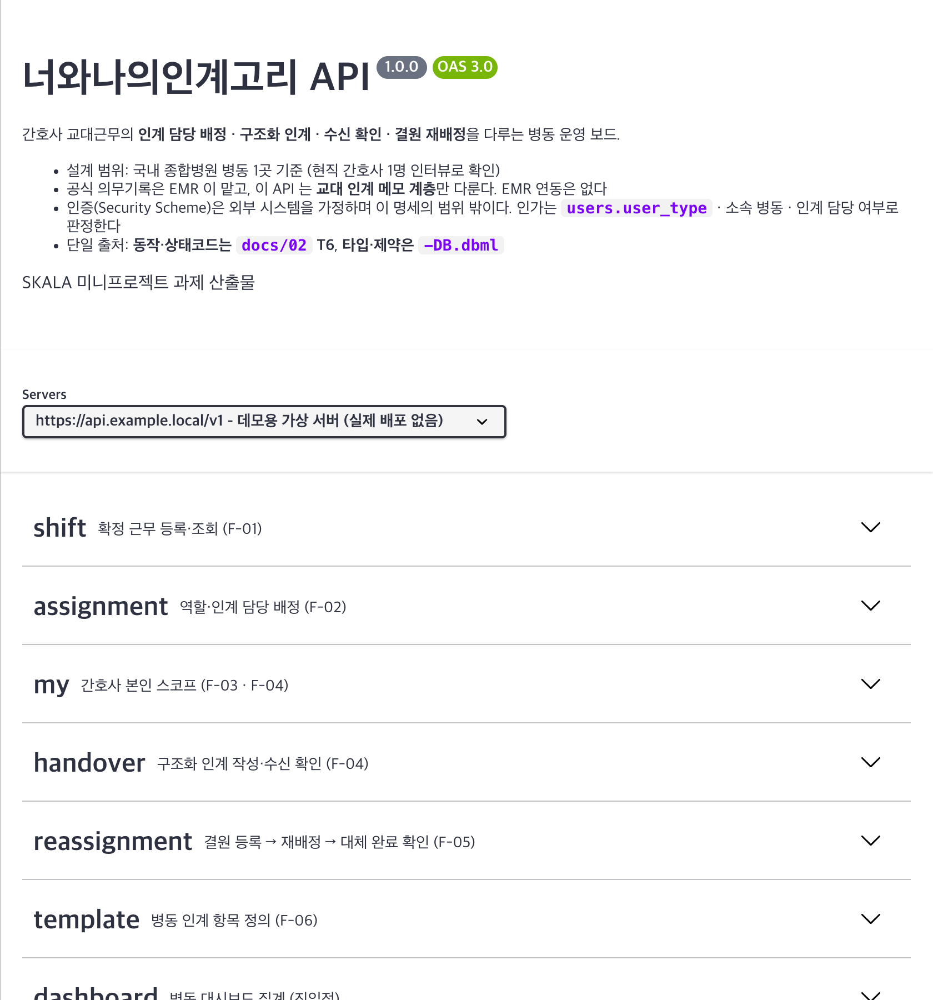 너와나의인계고리 API 1.0.0 OAS 3.0
간호사 교대근무의 인계 담당 배정 · 구조화 인계 · 수신 확인 · 결원 재배정을 다루는 병동 운영 보드.
• 설계 범위: 국내 종합병원 병동 1곳 기준 (현직 간호사 1명 인터뷰로 확인)
• 공식 의무기록은 EMR 이 맡고, 이 API 는 교대 인계 메모 계층만 다룬다. EMR 연동은 없다
• 인증(Security Scheme)은 외부 시스템을 가정하며 이 명세의 범위 밖이다. 인가는 users.user_type · 소속 병동 · 인계 담당 여부로
판정한다
• 단일 출처: 동작·상태코드는 docs/02 T6, 타입·제약은 -DB.dbml
SKALA 미니프로젝트 과제 산출물
Servers
https://api.example.local/v1 - 데모용 가상 서버 (실제 배포 없음)
shift 확정 근무 등록·조회 (F-01)
assignment 역할·인계 담당 배정 (F-02)
my 간호사 본인 스코프 (F-03 · F-04)
handover 구조화 인계 작성·수신 확인 (F-04)
reassignment 결원 등록 → 재배정 → 대체 완료 확인 (F-05)
template 병동 인계 항목 정의 (F-06)
dashboard 병동 대시보드 집계